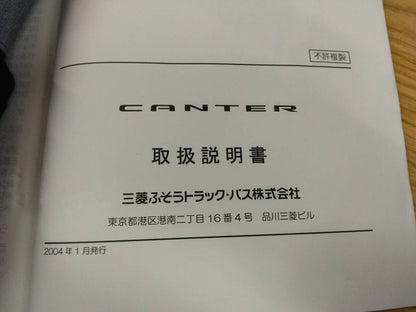 不許複製
CANTER
取扱説明書
三菱ふそうトラック・バス株式会社
東京都港区港南二丁目16番4号 品川三菱ビル
2004年1月発行